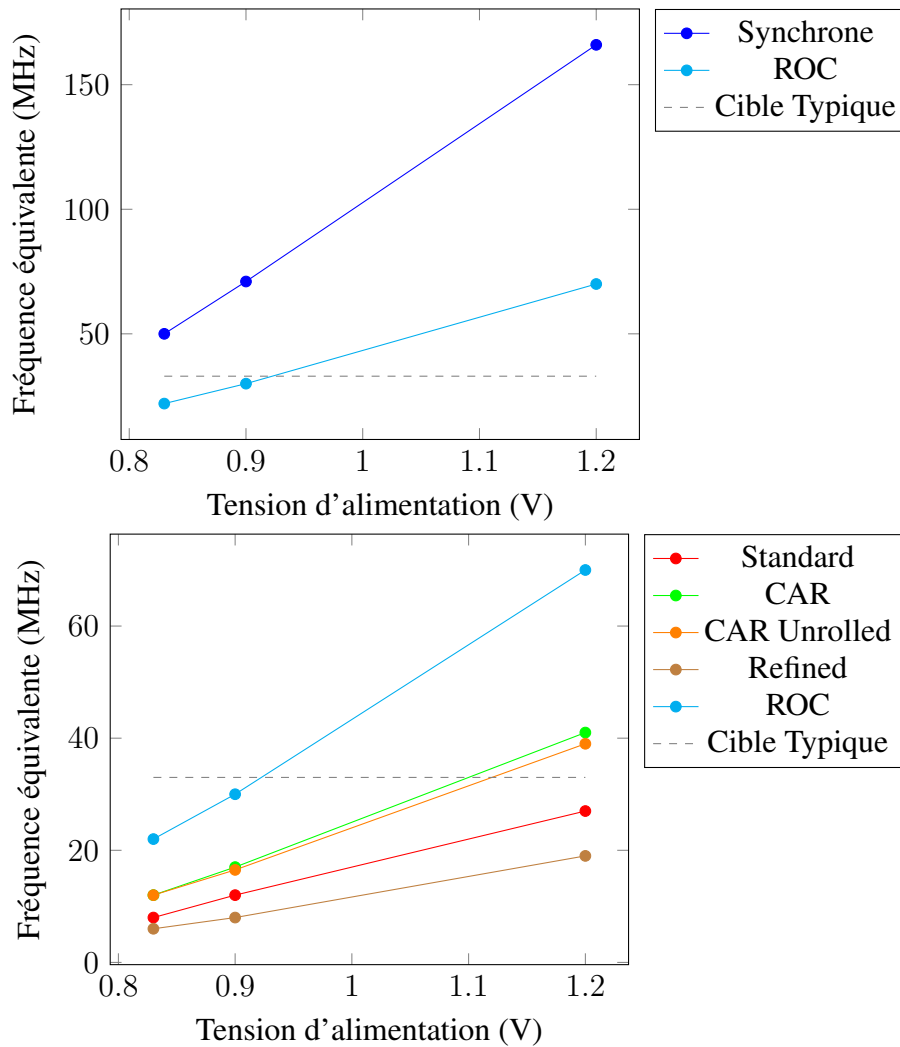 Synchrone
ROC
Cible Typique
Fréquence équivalente (MHz)
150
100
50
0.8 0.9 1 1.1 1.2
Tension d'alimentation (V)
Standard
CAR
CAR Unrolled
Refined
ROC
Cible Typique
Fréquence équivalente (MHz)
60
40
20
0
0.8 0.9 1 1.1 1.2
Tension d'alimentation (V)